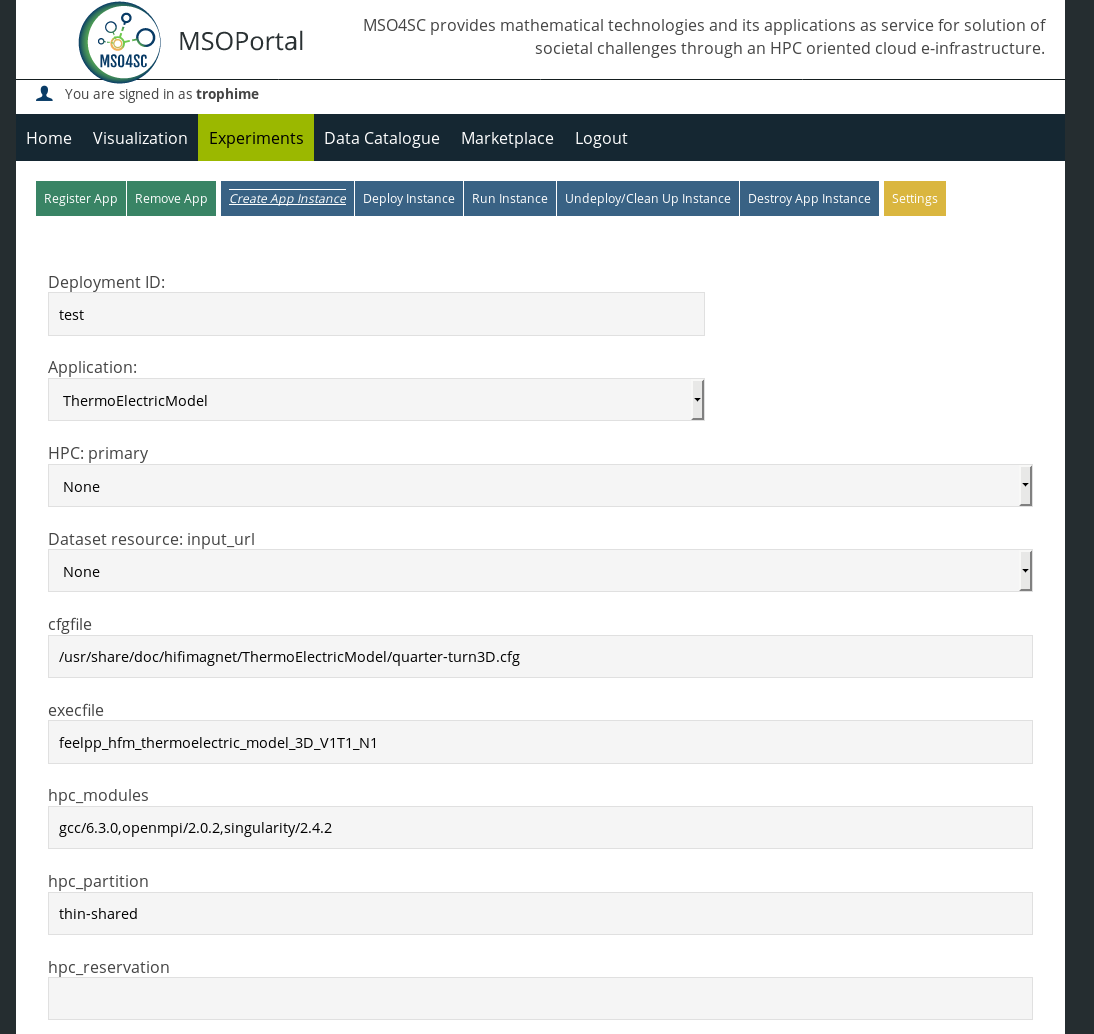 MSO4SC
MSOPortal
MSO4SC provides mathematical technologies and its applications as service for solution of
societal challenges through an HPC oriented cloud e-infrastructure.
You are signed in as trophime
Home Visualization Experiments Data Catalogue Marketplace Logout
Register App Remove App Create App Instance Deploy Instance Run Instance Undeploy/Clean Up Instance Destroy App Instance Settings
Deployment ID:
test
Application:
ThermoElectricModel
HPC: primary
None
Dataset resource: input_url
None
cfgfile
/usr/share/doc/hifimagnet/ThermoElectricModel/quarter-turn3D.cfg
execfile
feelpp_hfm_thermoelectric_model_3D_V1T1_N1
hpc_modules
gcc/6.3.0,openmpi/2.0.2,singularity/2.4.2
hpc_partition
thin-shared
hpc_reservation